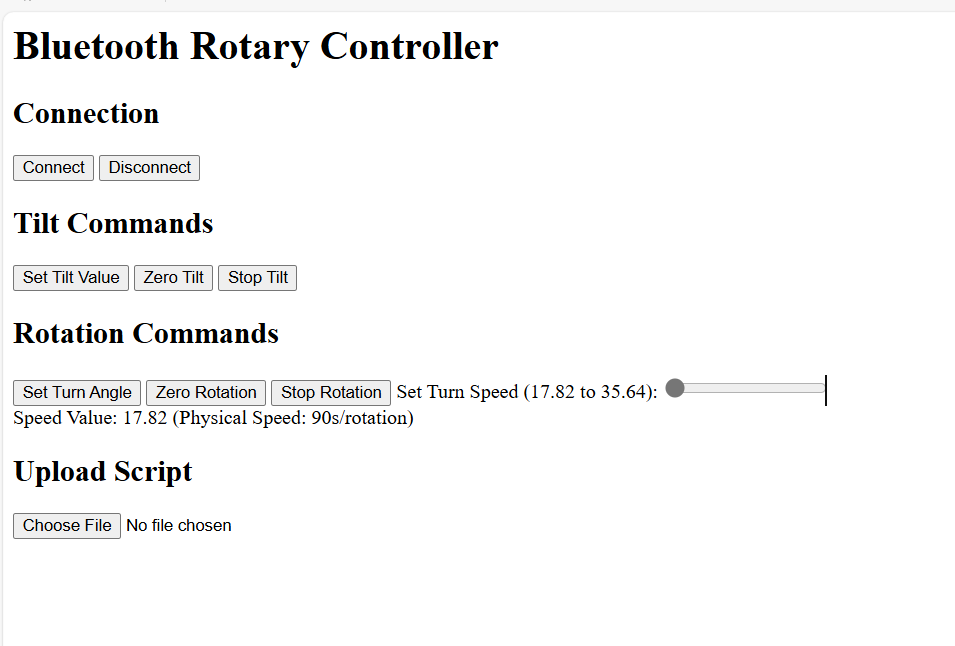 Bluetooth Rotary Controller
Connection
Connect Disconnect
Tilt Commands
Set Tilt Value Zero Tilt Stop Tilt
Rotation Commands
Set Turn Angle Zero Rotation Stop Rotation Set Turn Speed (17.82 to 35.64):
Speed Value: 17.82 (Physical Speed: 90s/rotation)
Upload Script
Choose File No file chosen